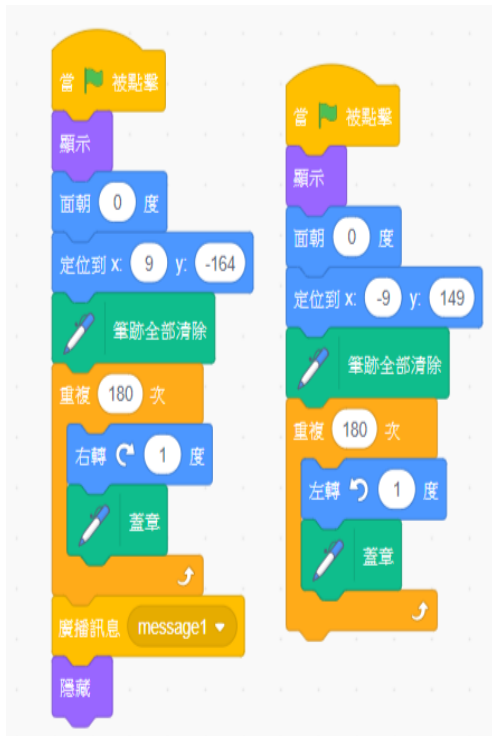 當 被點擊
顯示
面朝 0 度
定位到 x: 9 y: -164
筆跡全部清除
重複 180 次
右轉 1 度
蓋章
廣播訊息 message1
隱藏
當 被點擊
顯示
面朝 0 度
定位到 x: -9 y: 149
筆跡全部清除
重複 180 次
左轉 1 度
蓋章